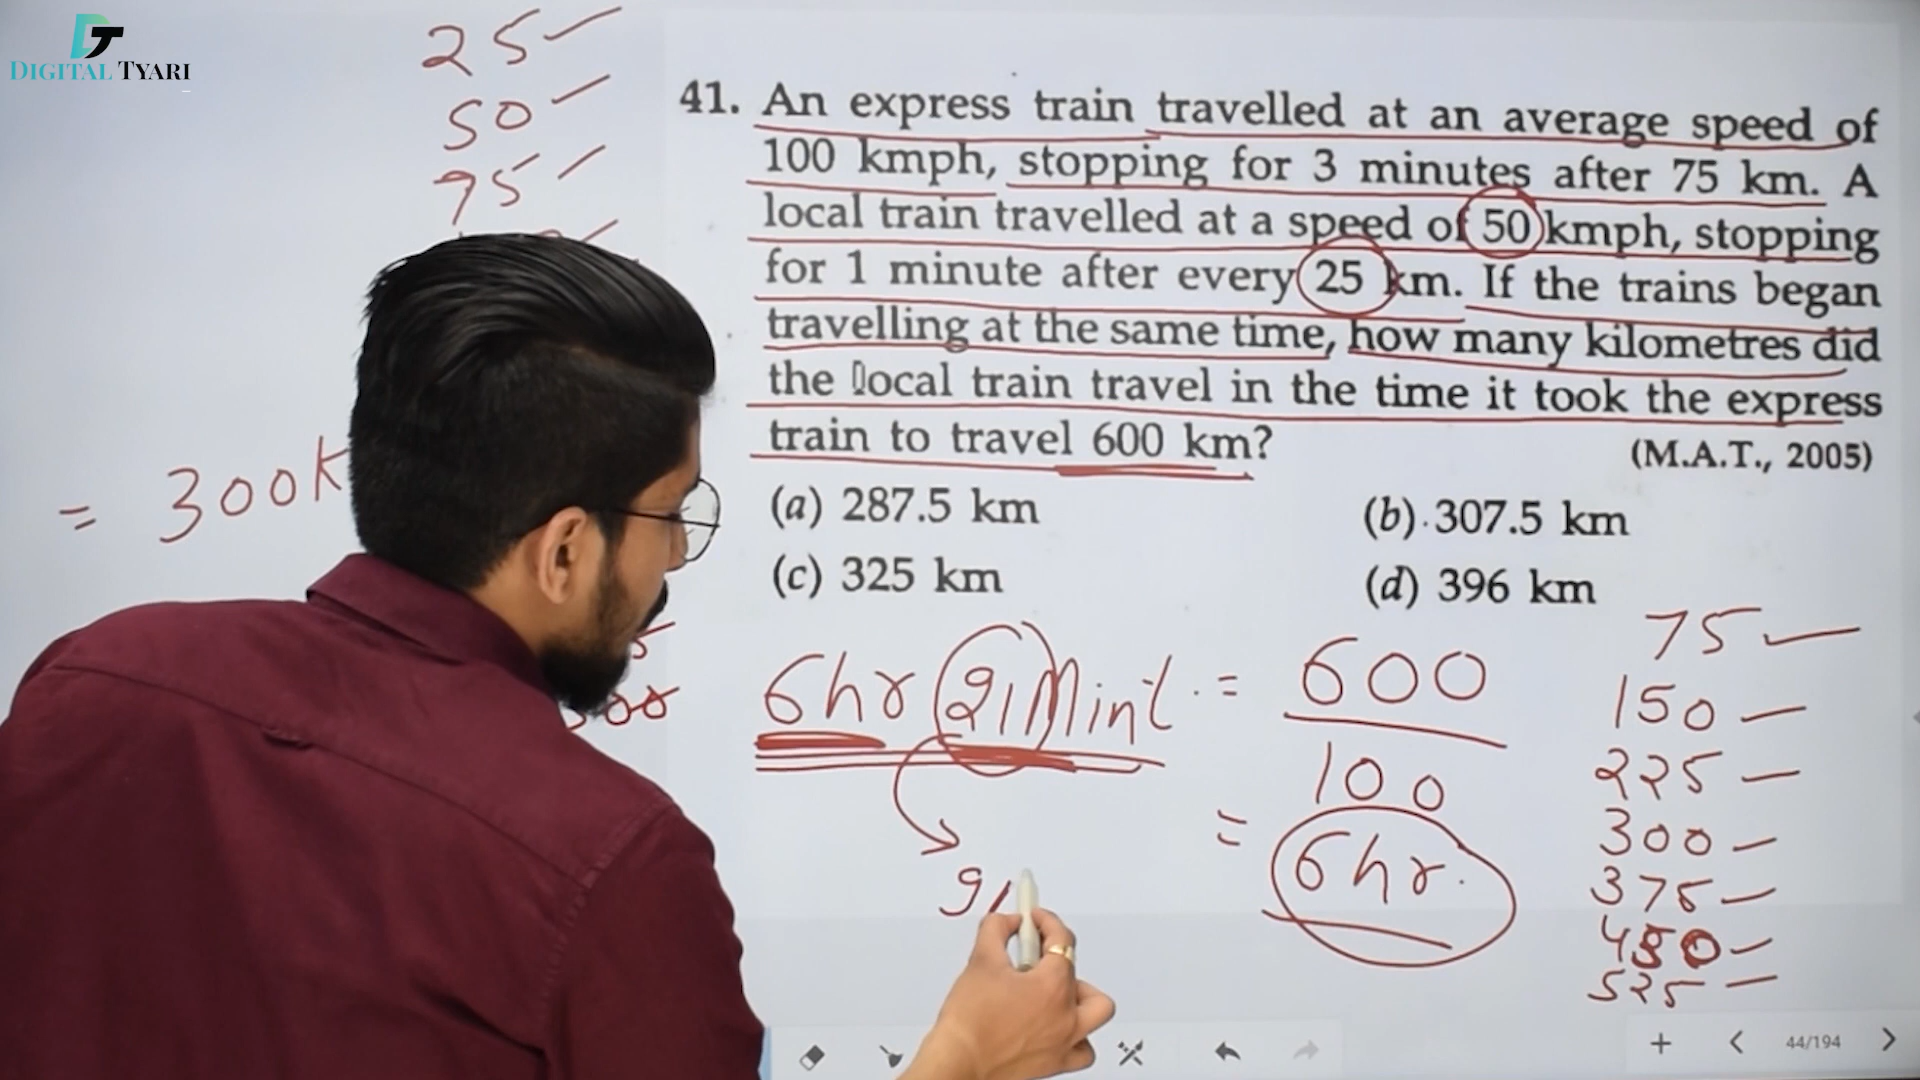 DIGITAL TYARI
25
50
75
= 300K
41. An express train travelled at an average speed of
100 kmph, stopping for 3 minutes after 75 km. A
local train travelled at a speed of 50 kmph, stopping
for 1 minute after every 25 km. If the trains began
travelling at the same time, how many kilometres did
the local train travel in the time it took the express
train to travel 600 km?
(M.A.T., 2005)
(a) 287.5 km
(b) 307.5 km
(c) 325 km
(d) 396 km
6hr 21Mint. = 600
100
= 6hr.
75
150
225
300
375
450
525
44/194